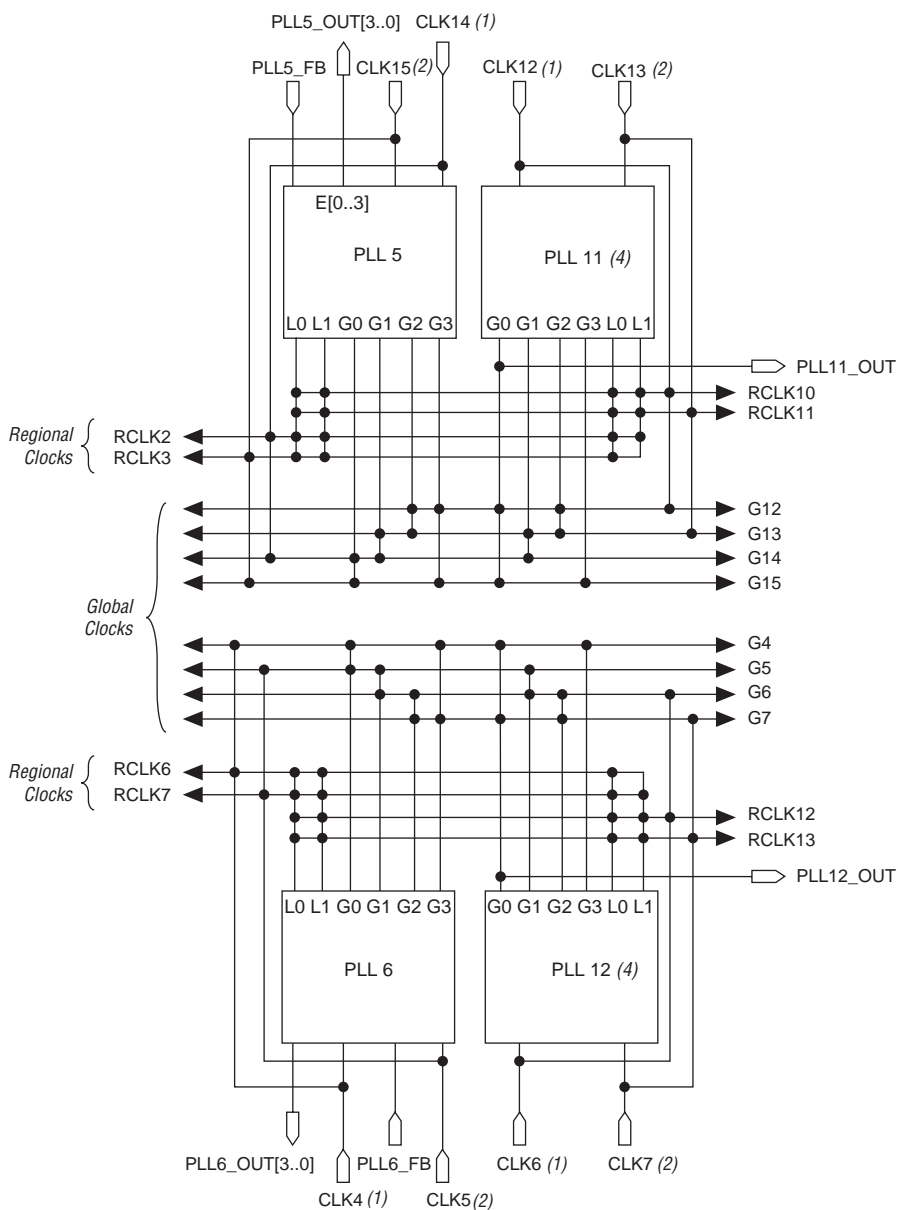 PLL5_OUT[3..0] CLK14 (1)
PLL5_FB CLK15 (2) CLK12 (1) CLK13 (2)
E[0..3]
PLL 5 PLL 11 (4)
L0 L1 G0 G1 G2 G3 G0 G1 G2 G3 L0 L1
PLL11_OUT
RCLK10
RCLK11
Regional
Clocks
RCLK2
RCLK3
G12
G13
G14
G15
Global
Clocks
G4
G5
G6
G7
Regional
Clocks
RCLK6
RCLK7
RCLK12
RCLK13
PLL12_OUT
L0 L1 G0 G1 G2 G3 G0 G1 G2 G3 L0 L1
PLL 6 PLL 12 (4)
PLL6_OUT[3..0] PLL6_FB CLK6 (1) CLK7 (2)
CLK4 (1) CLK5 (2)